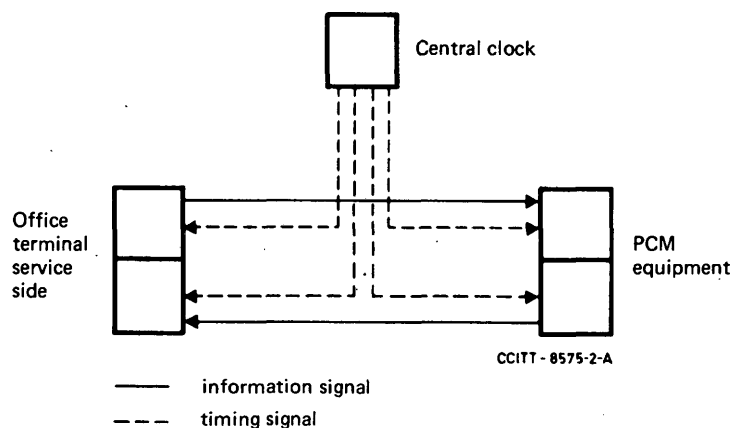 Central clock
Office
terminal
service
side
PCM
equipment
CCITT - 8575-2-A
information signal
timing signal